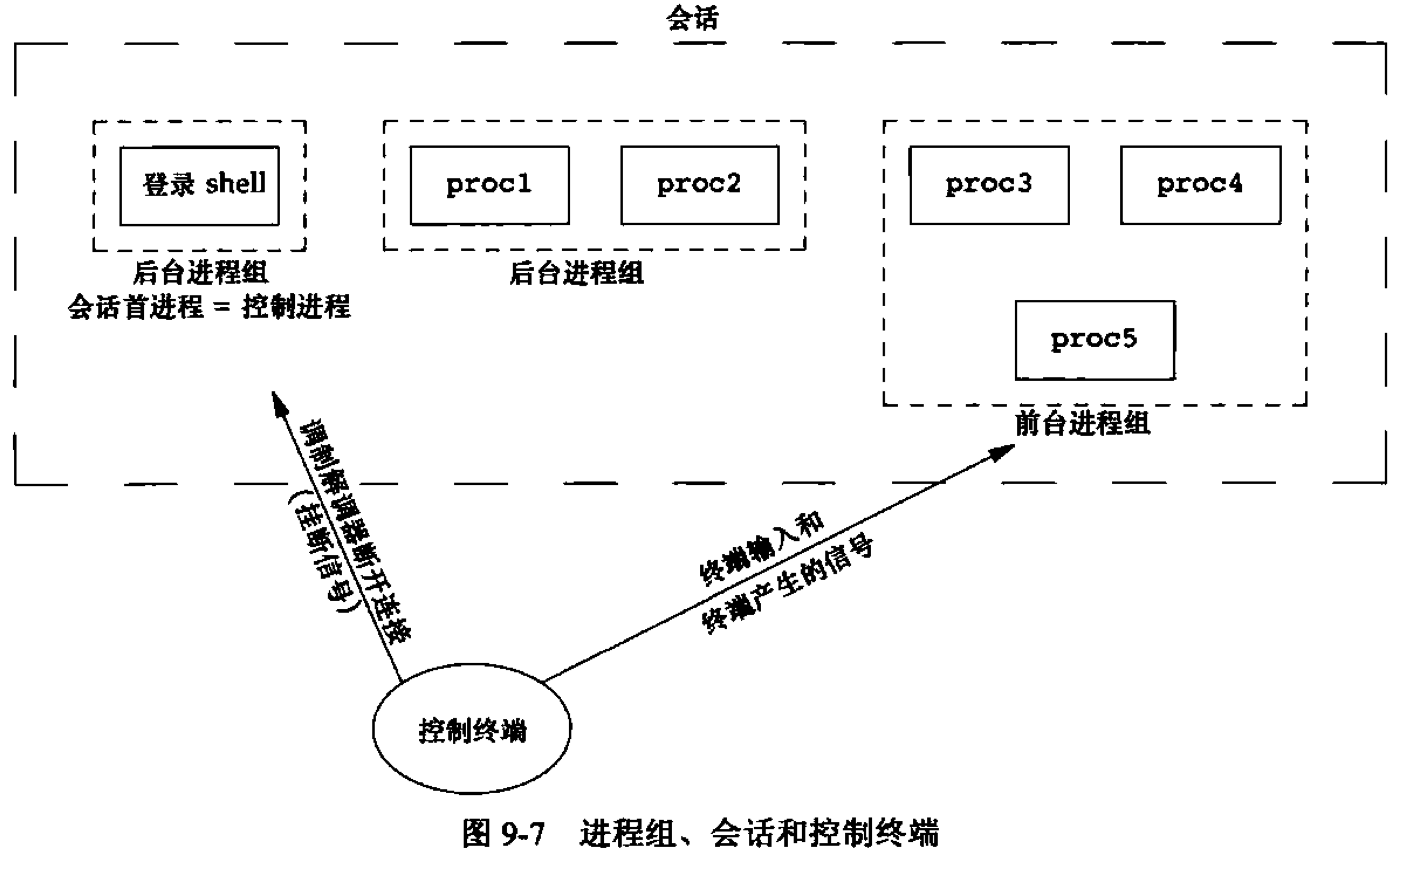 会话
登录 shell
proc1
proc2
proc3
proc4
后台进程组
会话首进程 = 控制进程
后台进程组
proc5
前台进程组
调制解调器断开连接
(挂断信号)
终端输入和
终端产生的信号
控制终端
图 9-7 进程组、会话和控制终端